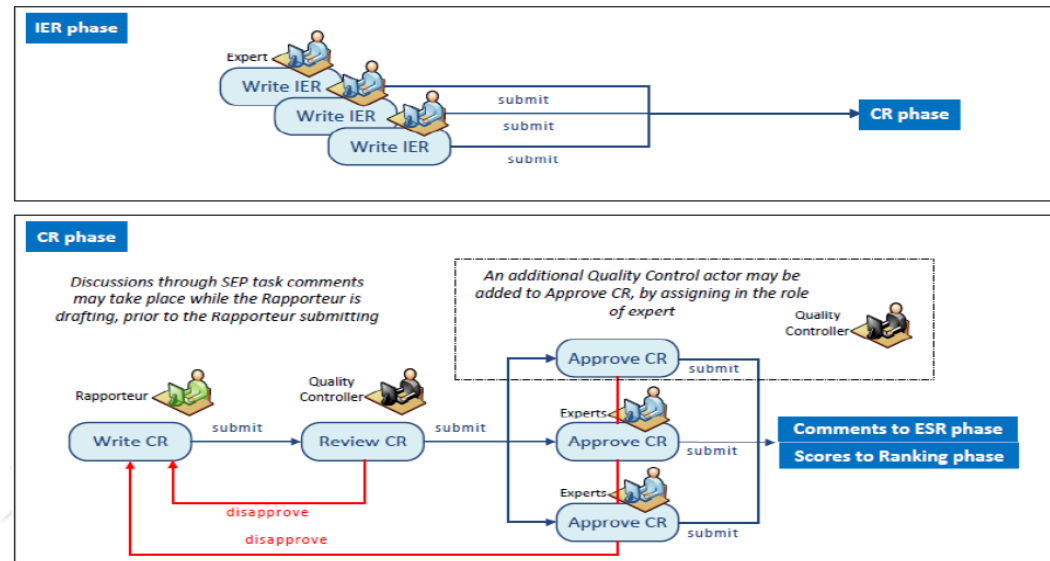 IER phase
Expert
Write IER
submit
Write IER
submit
CR phase
Write IER
submit
CR phase
Discussions through SEP task comments
may take place while the Rapporteur is
drafting, prior to the Rapporteur submitting
An additional Quality Control actor may be
added to Approve CR, by assigning in the role
of expert
Quality
Controller
Approve CR
submit
Rapporteur
Quality
Controller
Experts
Write CR
submit
Review CR
submit
Approve CR
submit
Comments to ESR phase
Scores to Ranking phase
Experts
disapprove
Approve CR
submit
disapprove